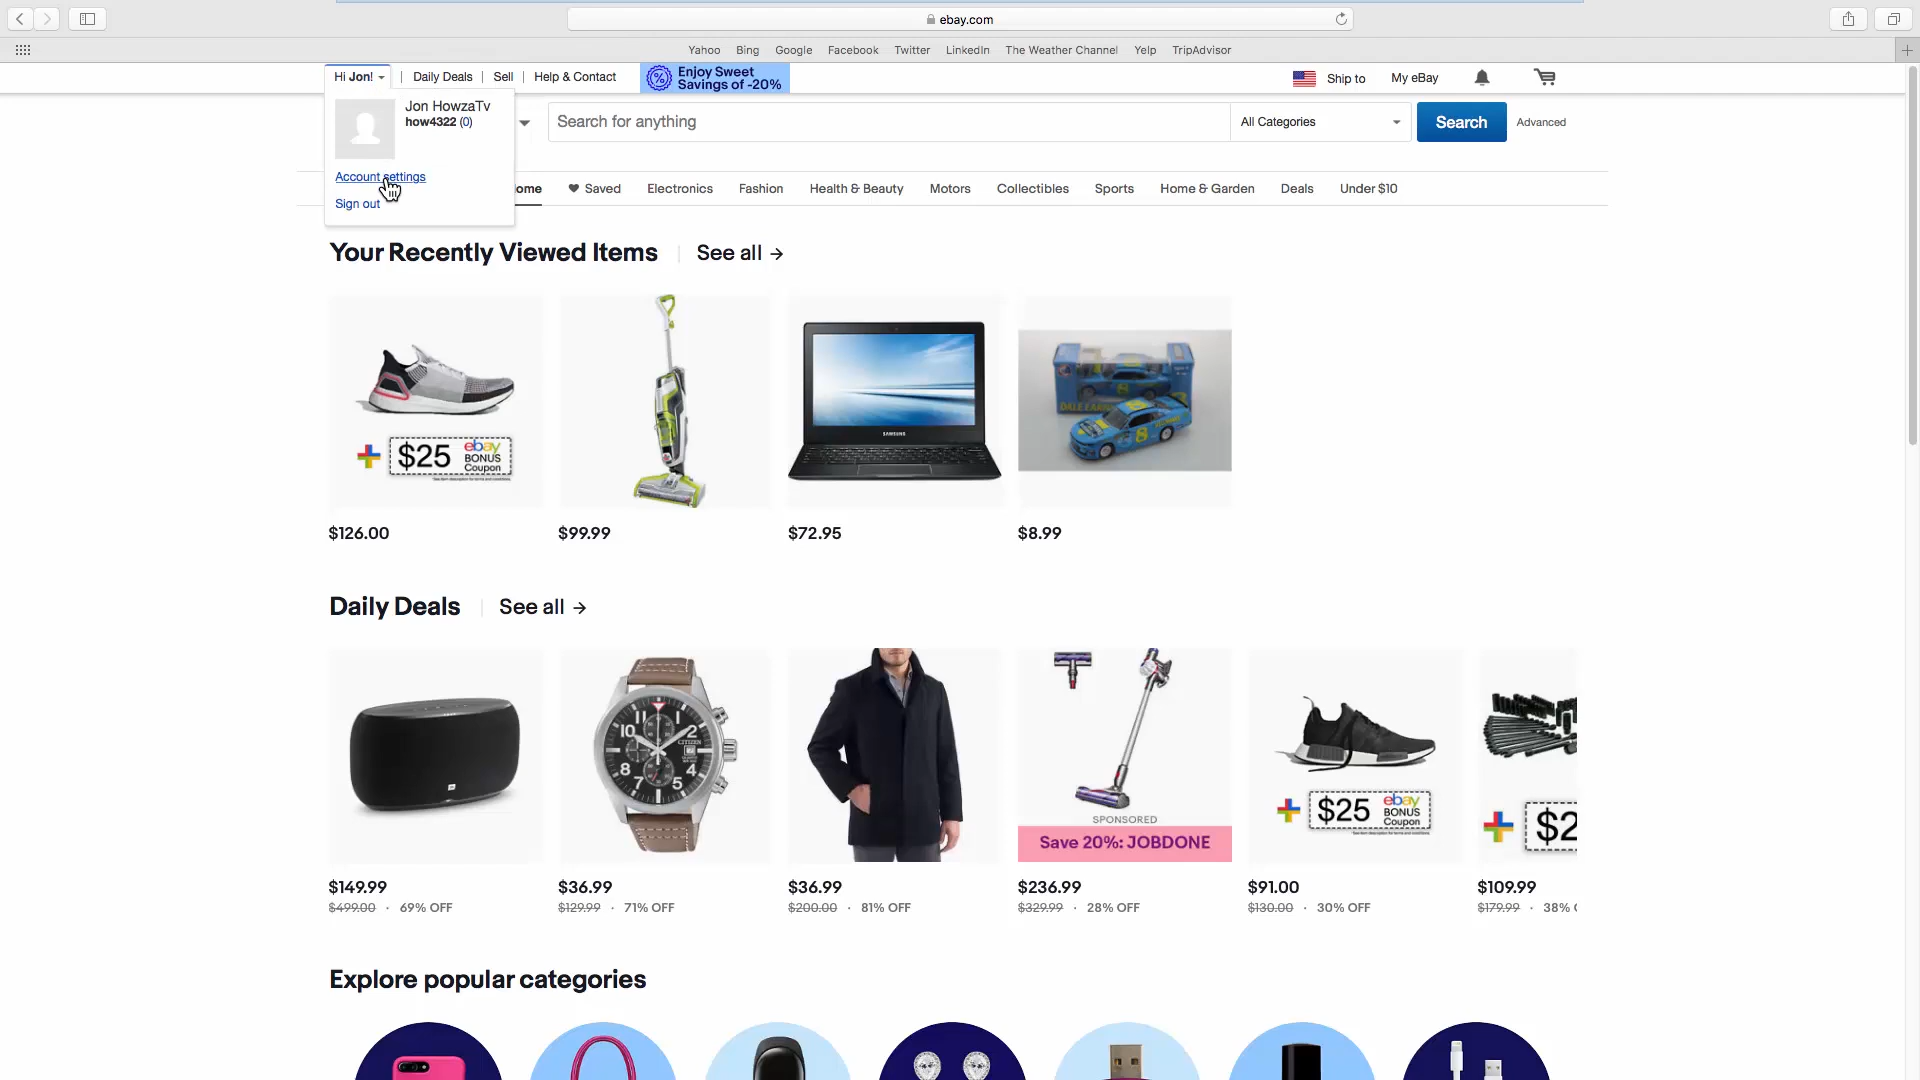 ebay.com
Yahoo Bing Google Facebook Twitter LinkedIn The Weather Channel Yelp TripAdvisor
Hi Jon! Daily Deals Sell Help & Contact
Enjoy Sweet
Savings of -20%
Ship to My eBay
Jon HowzaTv
how4322 (0)
Account settings
Sign out
Search for anything
All Categories
Search
Advanced
ome Saved Electronics Fashion Health & Beauty Motors Collectibles Sports Home & Garden Deals Under $10
Your Recently Viewed Items
See all →
$25 ebay
BONUS
Coupon
SAMSUNG
8
$126.00 $99.99 $72.95 $8.99
Daily Deals
See all →
JBL
CITIZEN
SPONSORED
Save 20%: JOBDONE
$25 ebay
BONUS
Coupon
$2
$149.99 $36.99 $36.99 $236.99 $91.00 $109.99
$499.00 · 69% OFF $129.99 · 71% OFF $200.00 · 81% OFF $329.99 · 28% OFF $130.00 · 30% OFF $179.99 · 38%
Explore popular categories